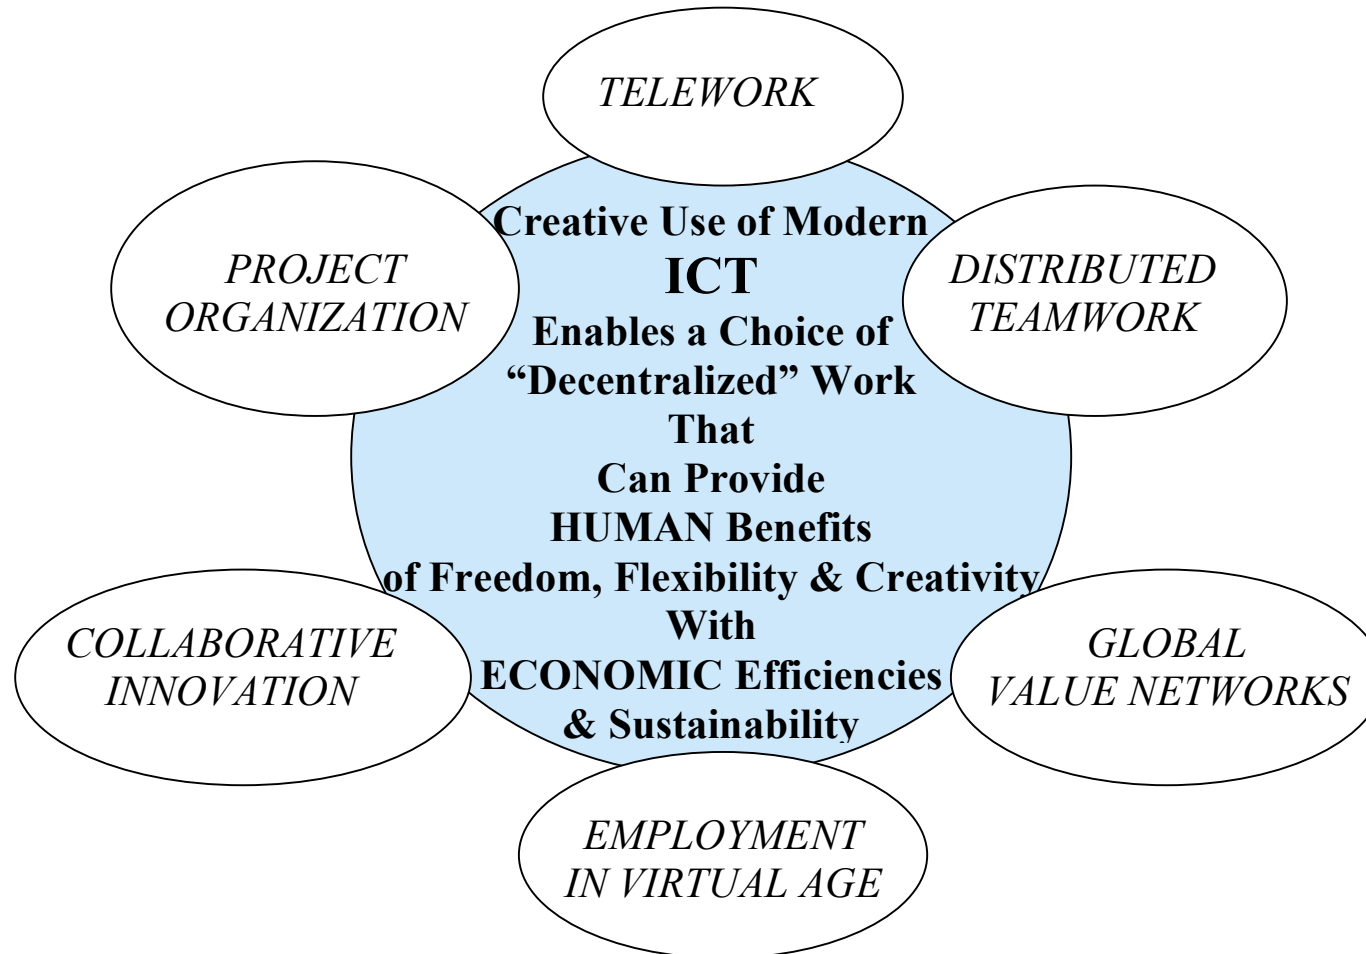 TELEWORK
PROJECT
ORGANIZATION
Creative Use of Modern
ICT
Enables a Choice of
“Decentralized” Work
That
Can Provide
HUMAN Benefits
of Freedom, Flexibility & Creativity
With
ECONOMIC Efficiencies
& Sustainability
DISTRIBUTED
TEAMWORK
COLLABORATIVE
INNOVATION
GLOBAL
VALUE NETWORKS
EMPLOYMENT
IN VIRTUAL AGE